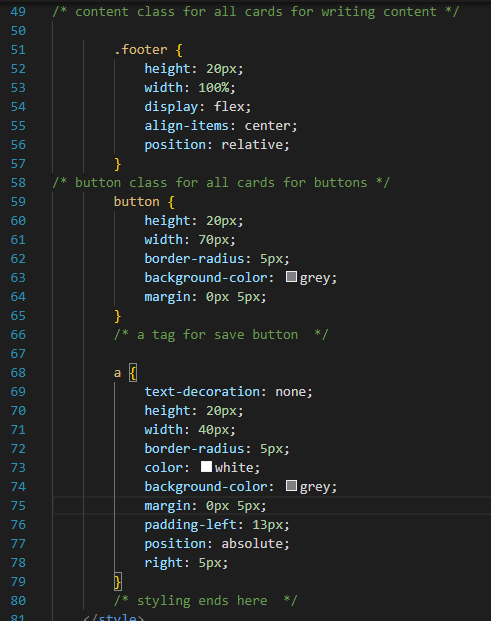 49 /* content class for all cards for writing content */
50
51 .footer {
52 height: 20px;
53 width: 100%;
54 display: flex;
55 align-items: center;
56 position: relative;
57 }
58 /* button class for all cards for buttons */
59 button {
60 height: 20px;
61 width: 70px;
62 border-radius: 5px;
63 background-color: grey;
64 margin: 0px 5px;
65 }
66 /* a tag for save button  */
67
68 a {
69 text-decoration: none;
70 height: 20px;
71 width: 40px;
72 border-radius: 5px;
73 color: white;
74 background-color: grey;
75 margin: 0px 5px;
76 padding-left: 13px;
77 position: absolute;
78 right: 5px;
79 }
80 /* styling ends here  */
81 </style>